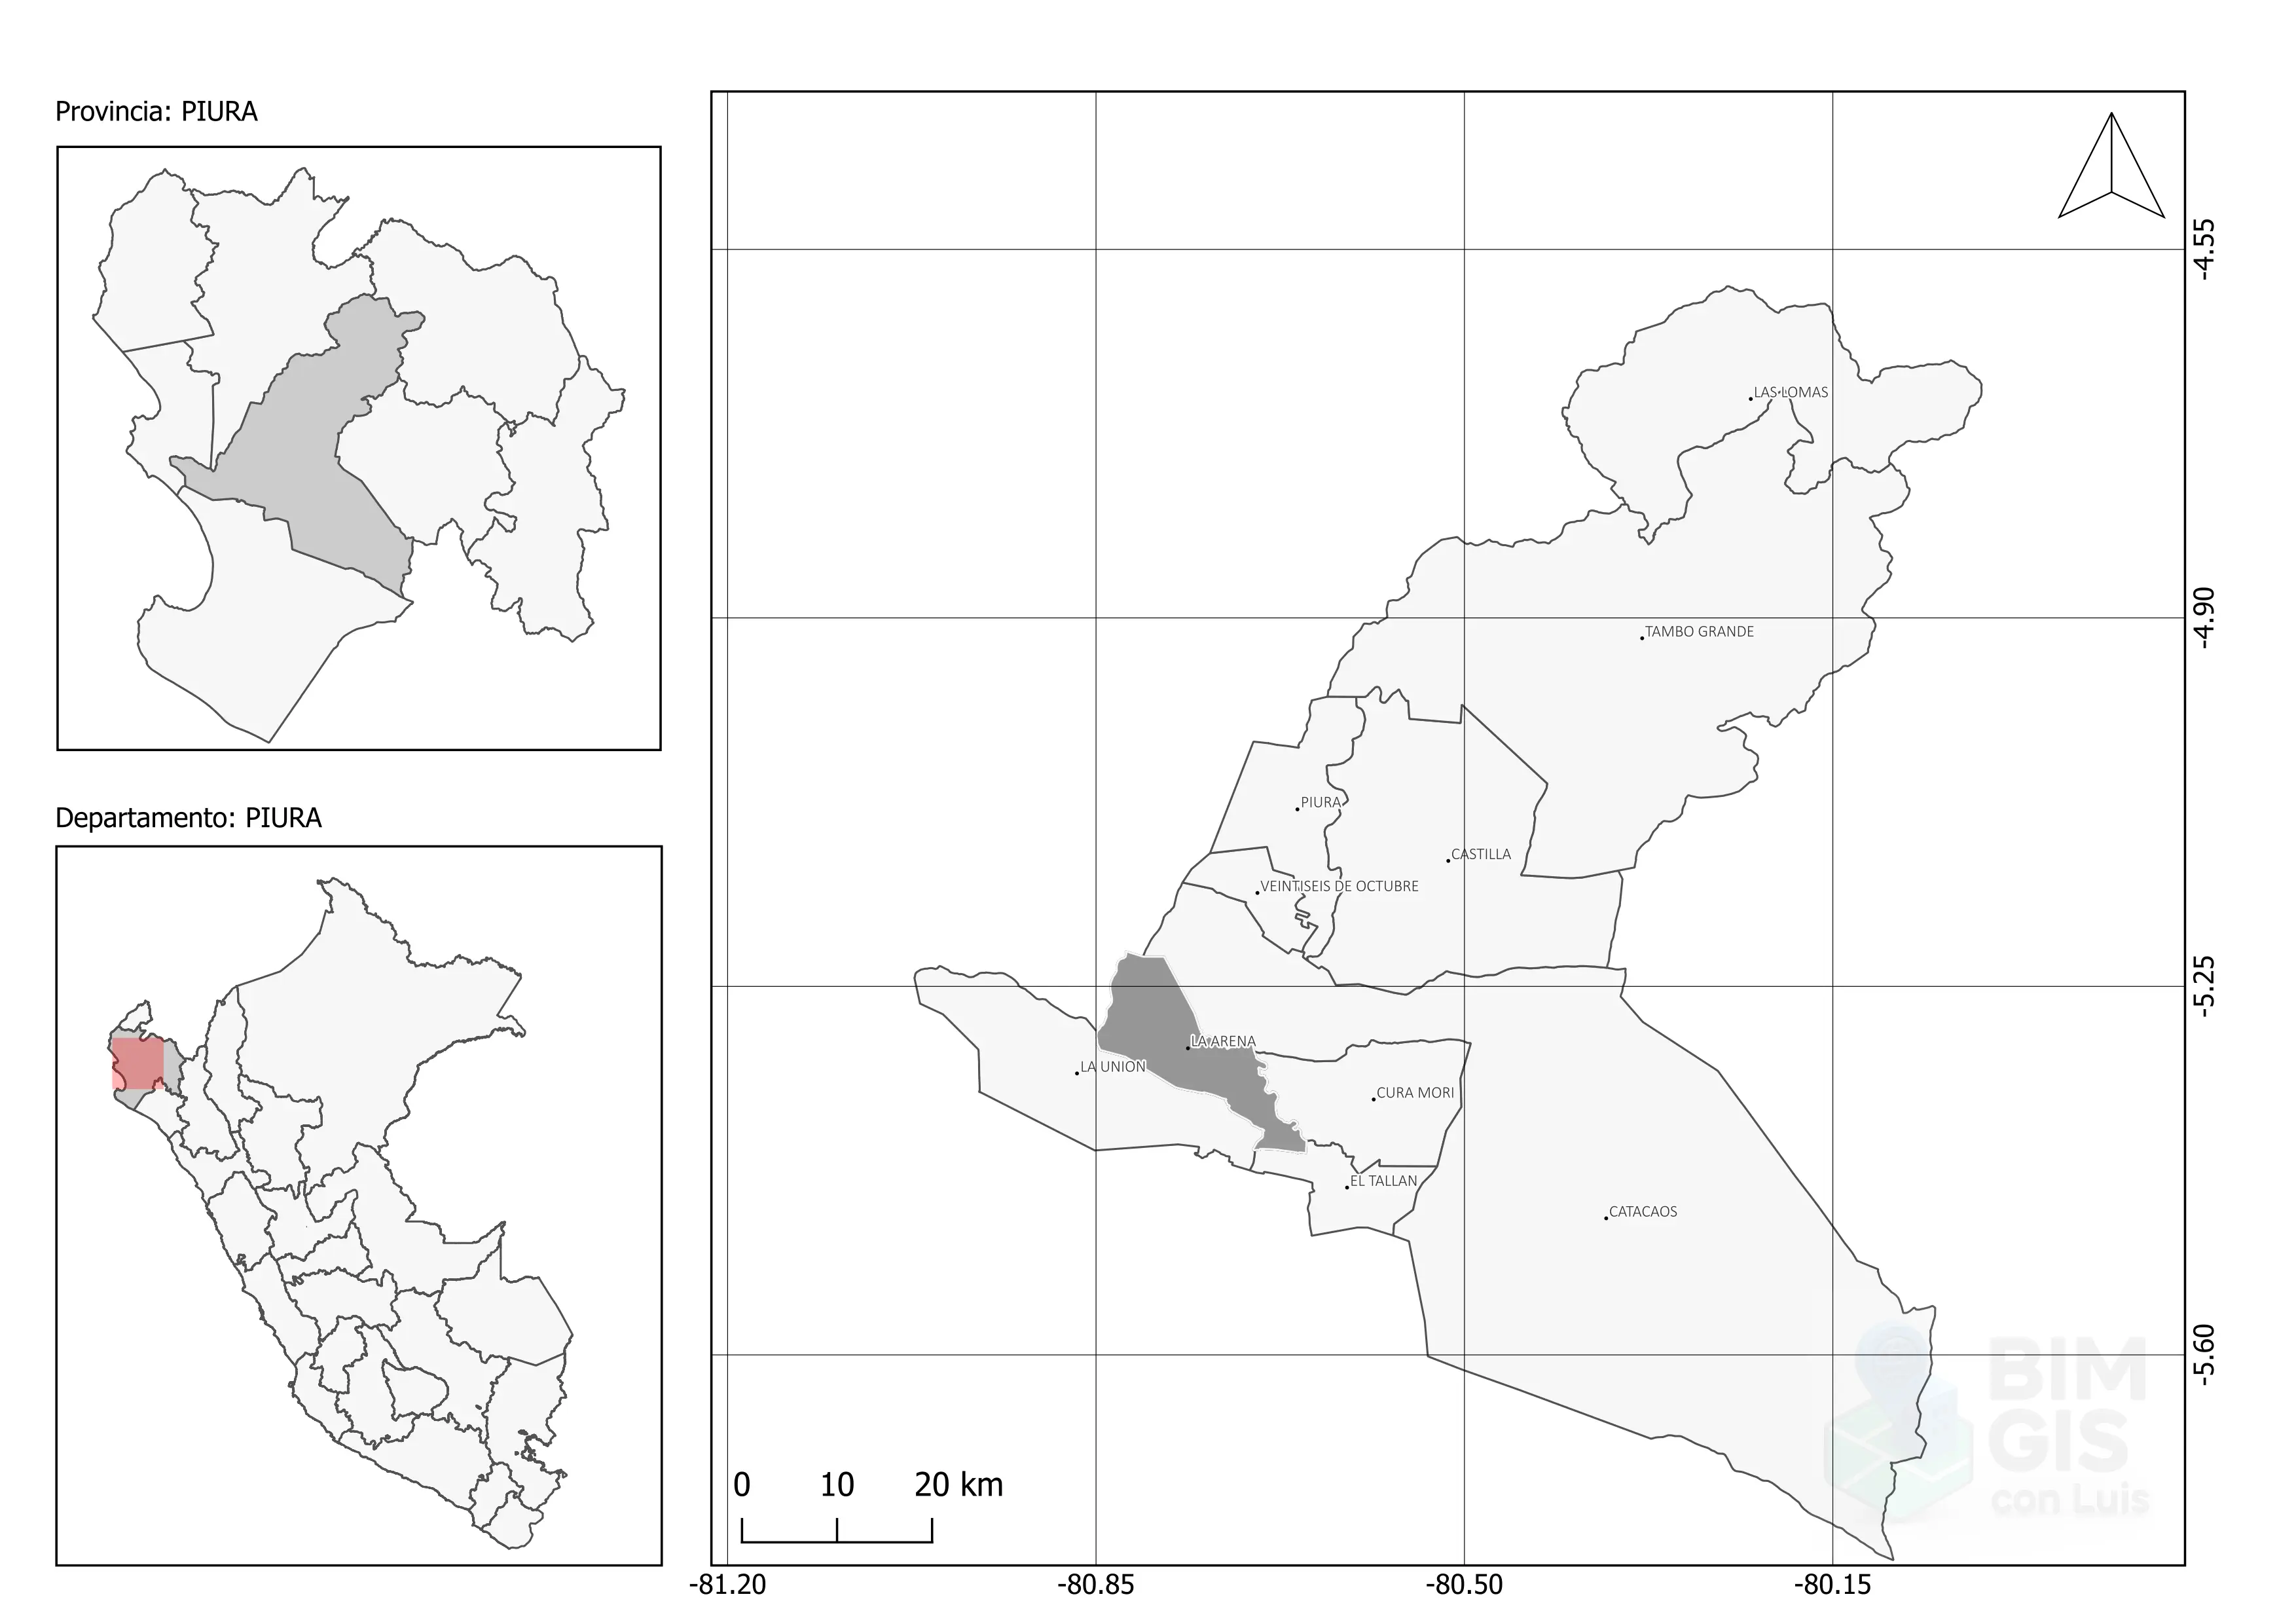 Provincia: PIURA
Departamento: PIURA
LAS LOMAS
TAMBO GRANDE
PIURA
CASTILLA
VEINTISEIS DE OCTUBRE
LA ARENA
LA UNION
CURA MORI
EL TALLAN
CATACAOS
-4.55
-4.90
-5.25
-5.60
0 10 20 km
-81.20 -80.85 -80.50 -80.15
BIM
GIS
con Luis